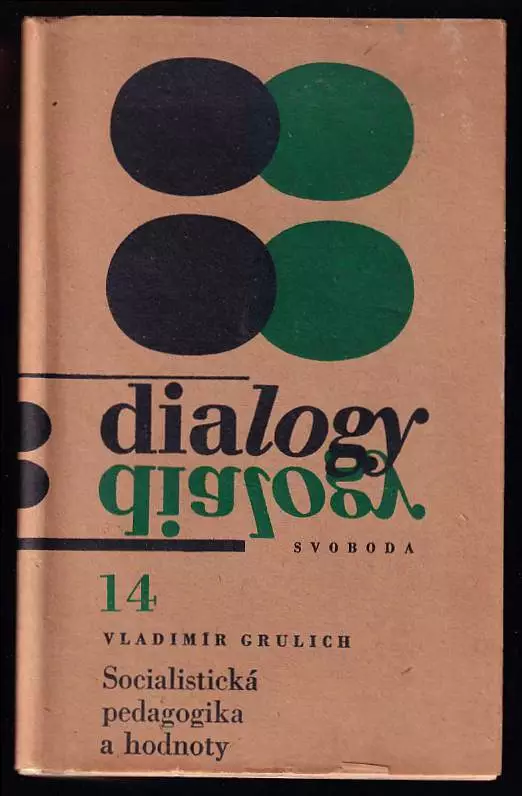 dialogy
dialogy
SVOBODA
14
VLADIMÍR GRULICH
Socialistická
pedagogika
a hodnoty